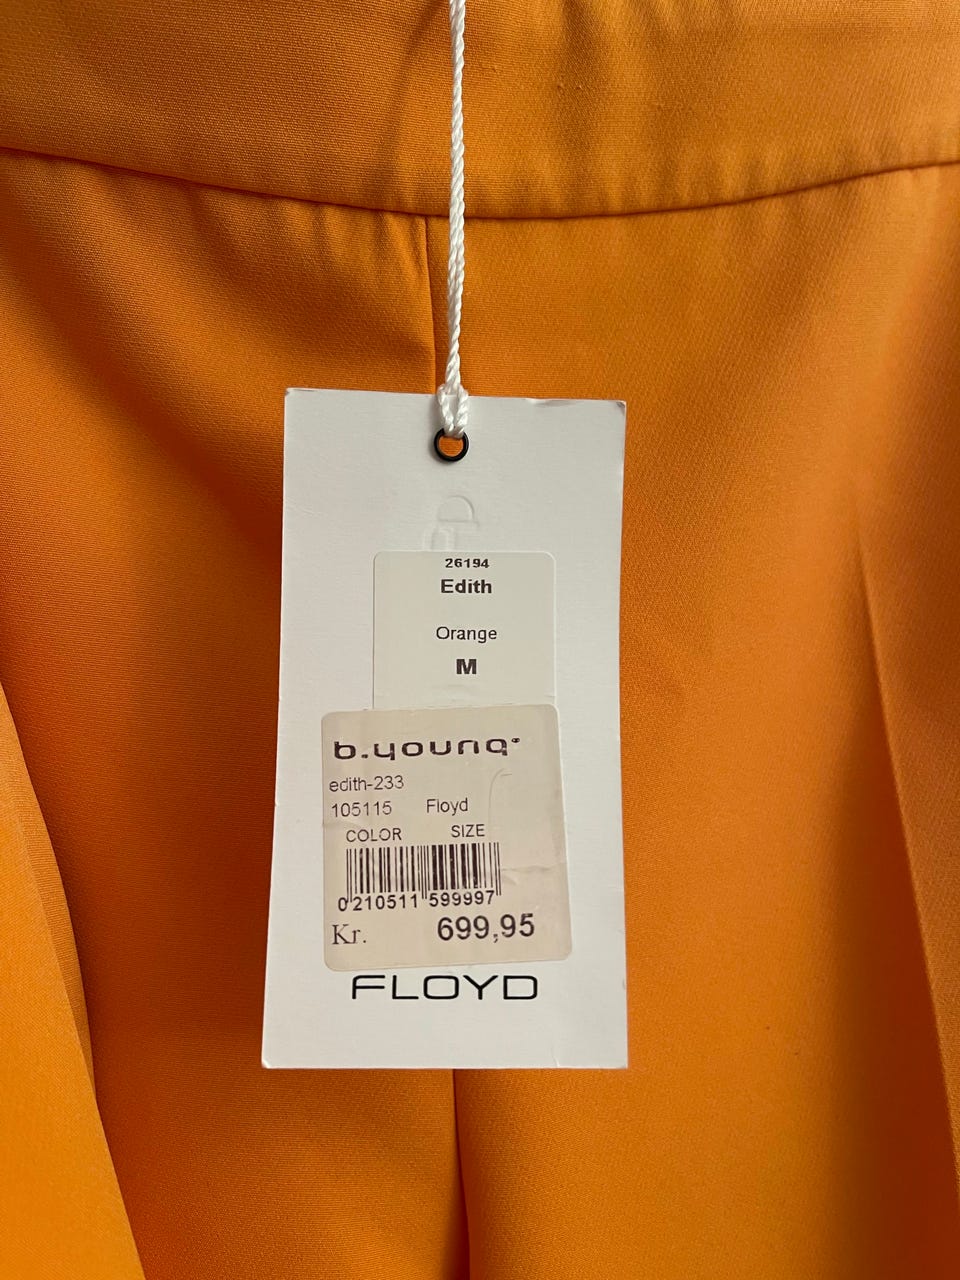 26194
Edith
Orange
M
b.young
edith-233
105115 Floyd
COLOR SIZE
0 210511 599997
Kr. 699,95
FLOYD